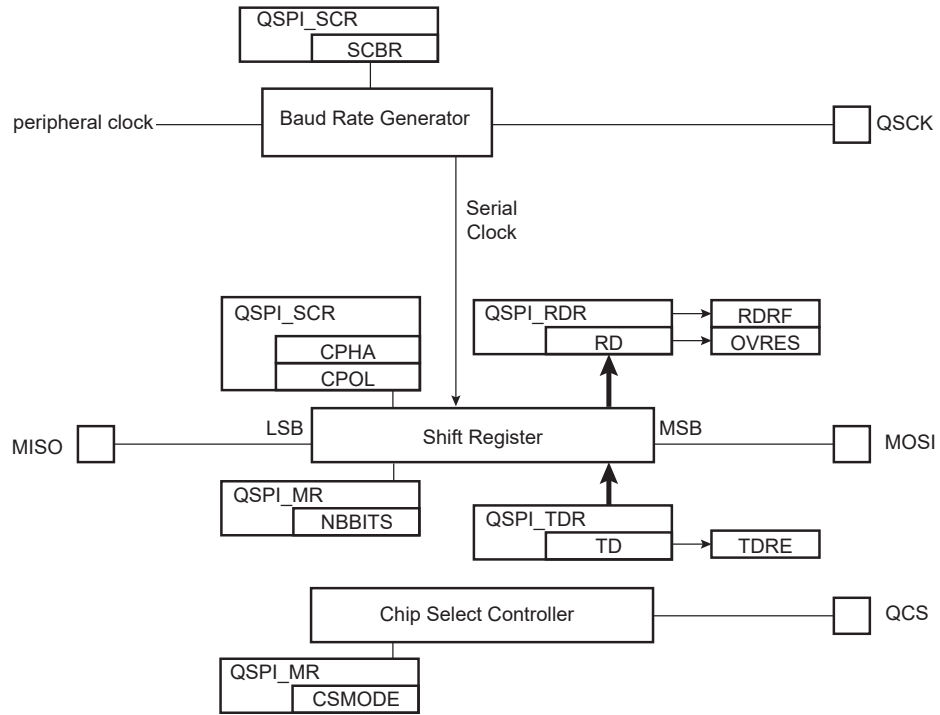 QSPI_SCR
SCBR
peripheral clock
Baud Rate Generator
QSCK
Serial
Clock
QSPI_SCR
CPHA
CPOL
QSPI_RDR
RD
RDRF
OVRES
MISO
LSB
Shift Register
MSB
MOSI
QSPI_MR
NBBITS
QSPI_TDR
TD
TDRE
Chip Select Controller
QCS
QSPI_MR
CSMODE